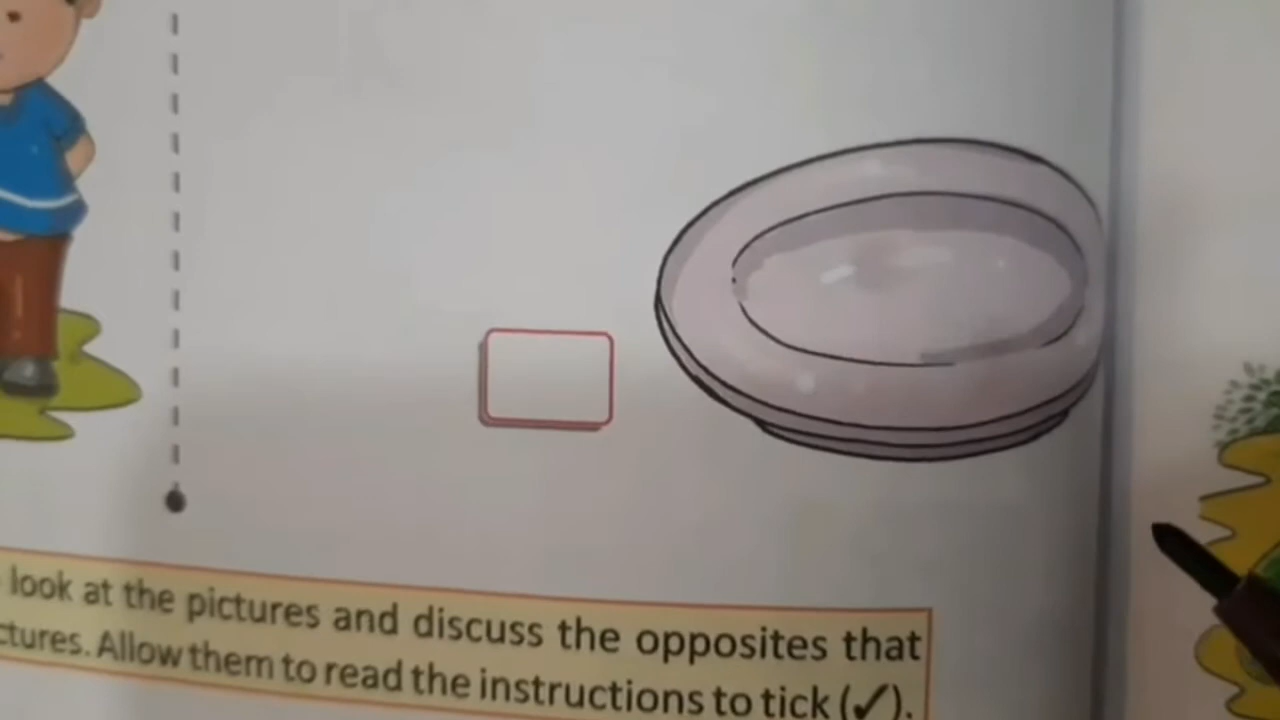 look at the pictures and discuss the opposites that
ctures. Allow them to read the instructions to tick (✓).